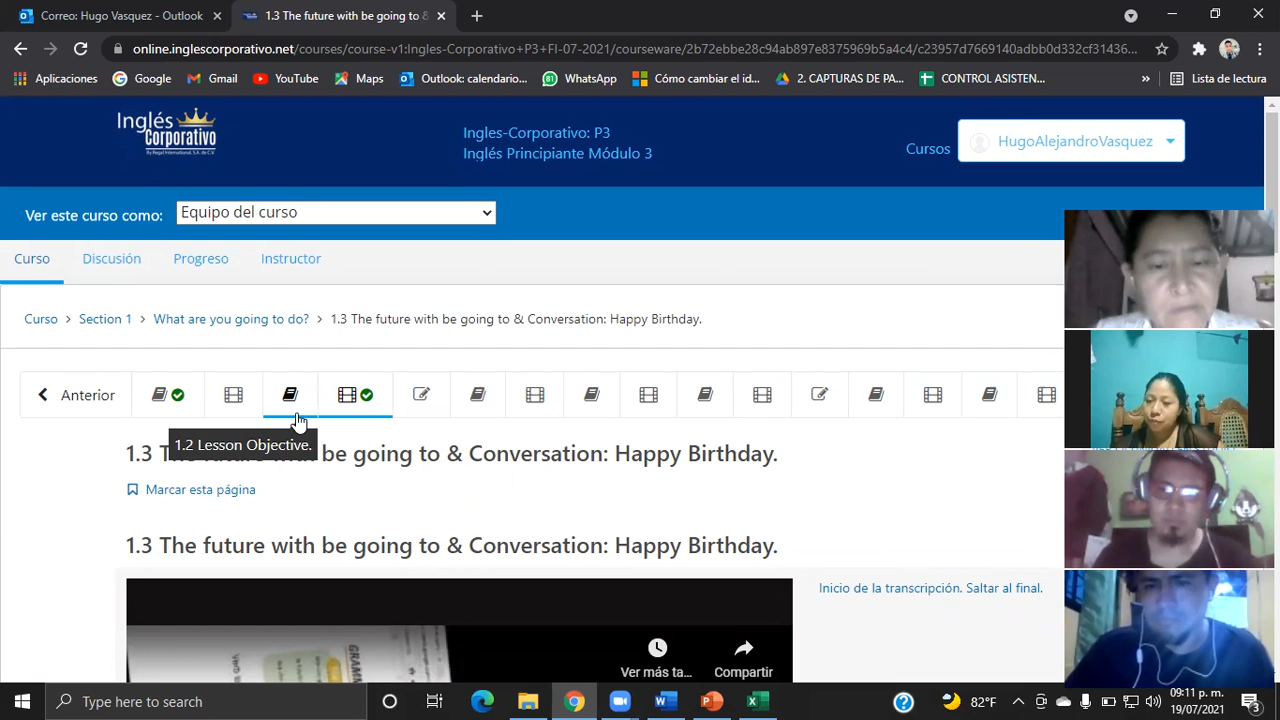 Correo: Hugo Vasquez - Outlook
1.3 The future with be going to &
online.inglescorporativo.net/courses/course-v1:Ingles-Corporativo+P3+FI-07-2021/courseware/2b72ebbe28c94ab897e8375969b5a4c4/c23957d7669140adbb0d332cf31436...
Aplicaciones
Google
Gmail
YouTube
Maps
Outlook: calendario...
WhatsApp
Cómo cambiar el id...
2. CAPTURAS DE PA...
CONTROL ASISTEN...
»
Lista de lectura
Inglés
Corporativo
Ingles-Corporativo: P3
Inglés Principiante Módulo 3
Cursos
HugoAlejandroVasquez
Ver este curso como:
Equipo del curso
Curso
Discusión
Progreso
Instructor
Curso > Section 1 > What are you going to do? > 1.3 The future with be going to & Conversation: Happy Birthday.
Anterior
1.2 Lesson Objective.
1.3 The future with be going to & Conversation: Happy Birthday.
Marcar esta página
1.3 The future with be going to & Conversation: Happy Birthday.
Inicio de la transcripción. Saltar al final.
GRAM
Ver más ta...
Compartir
Type here to search
82°F
09:11 p. m.
19/07/2021
3